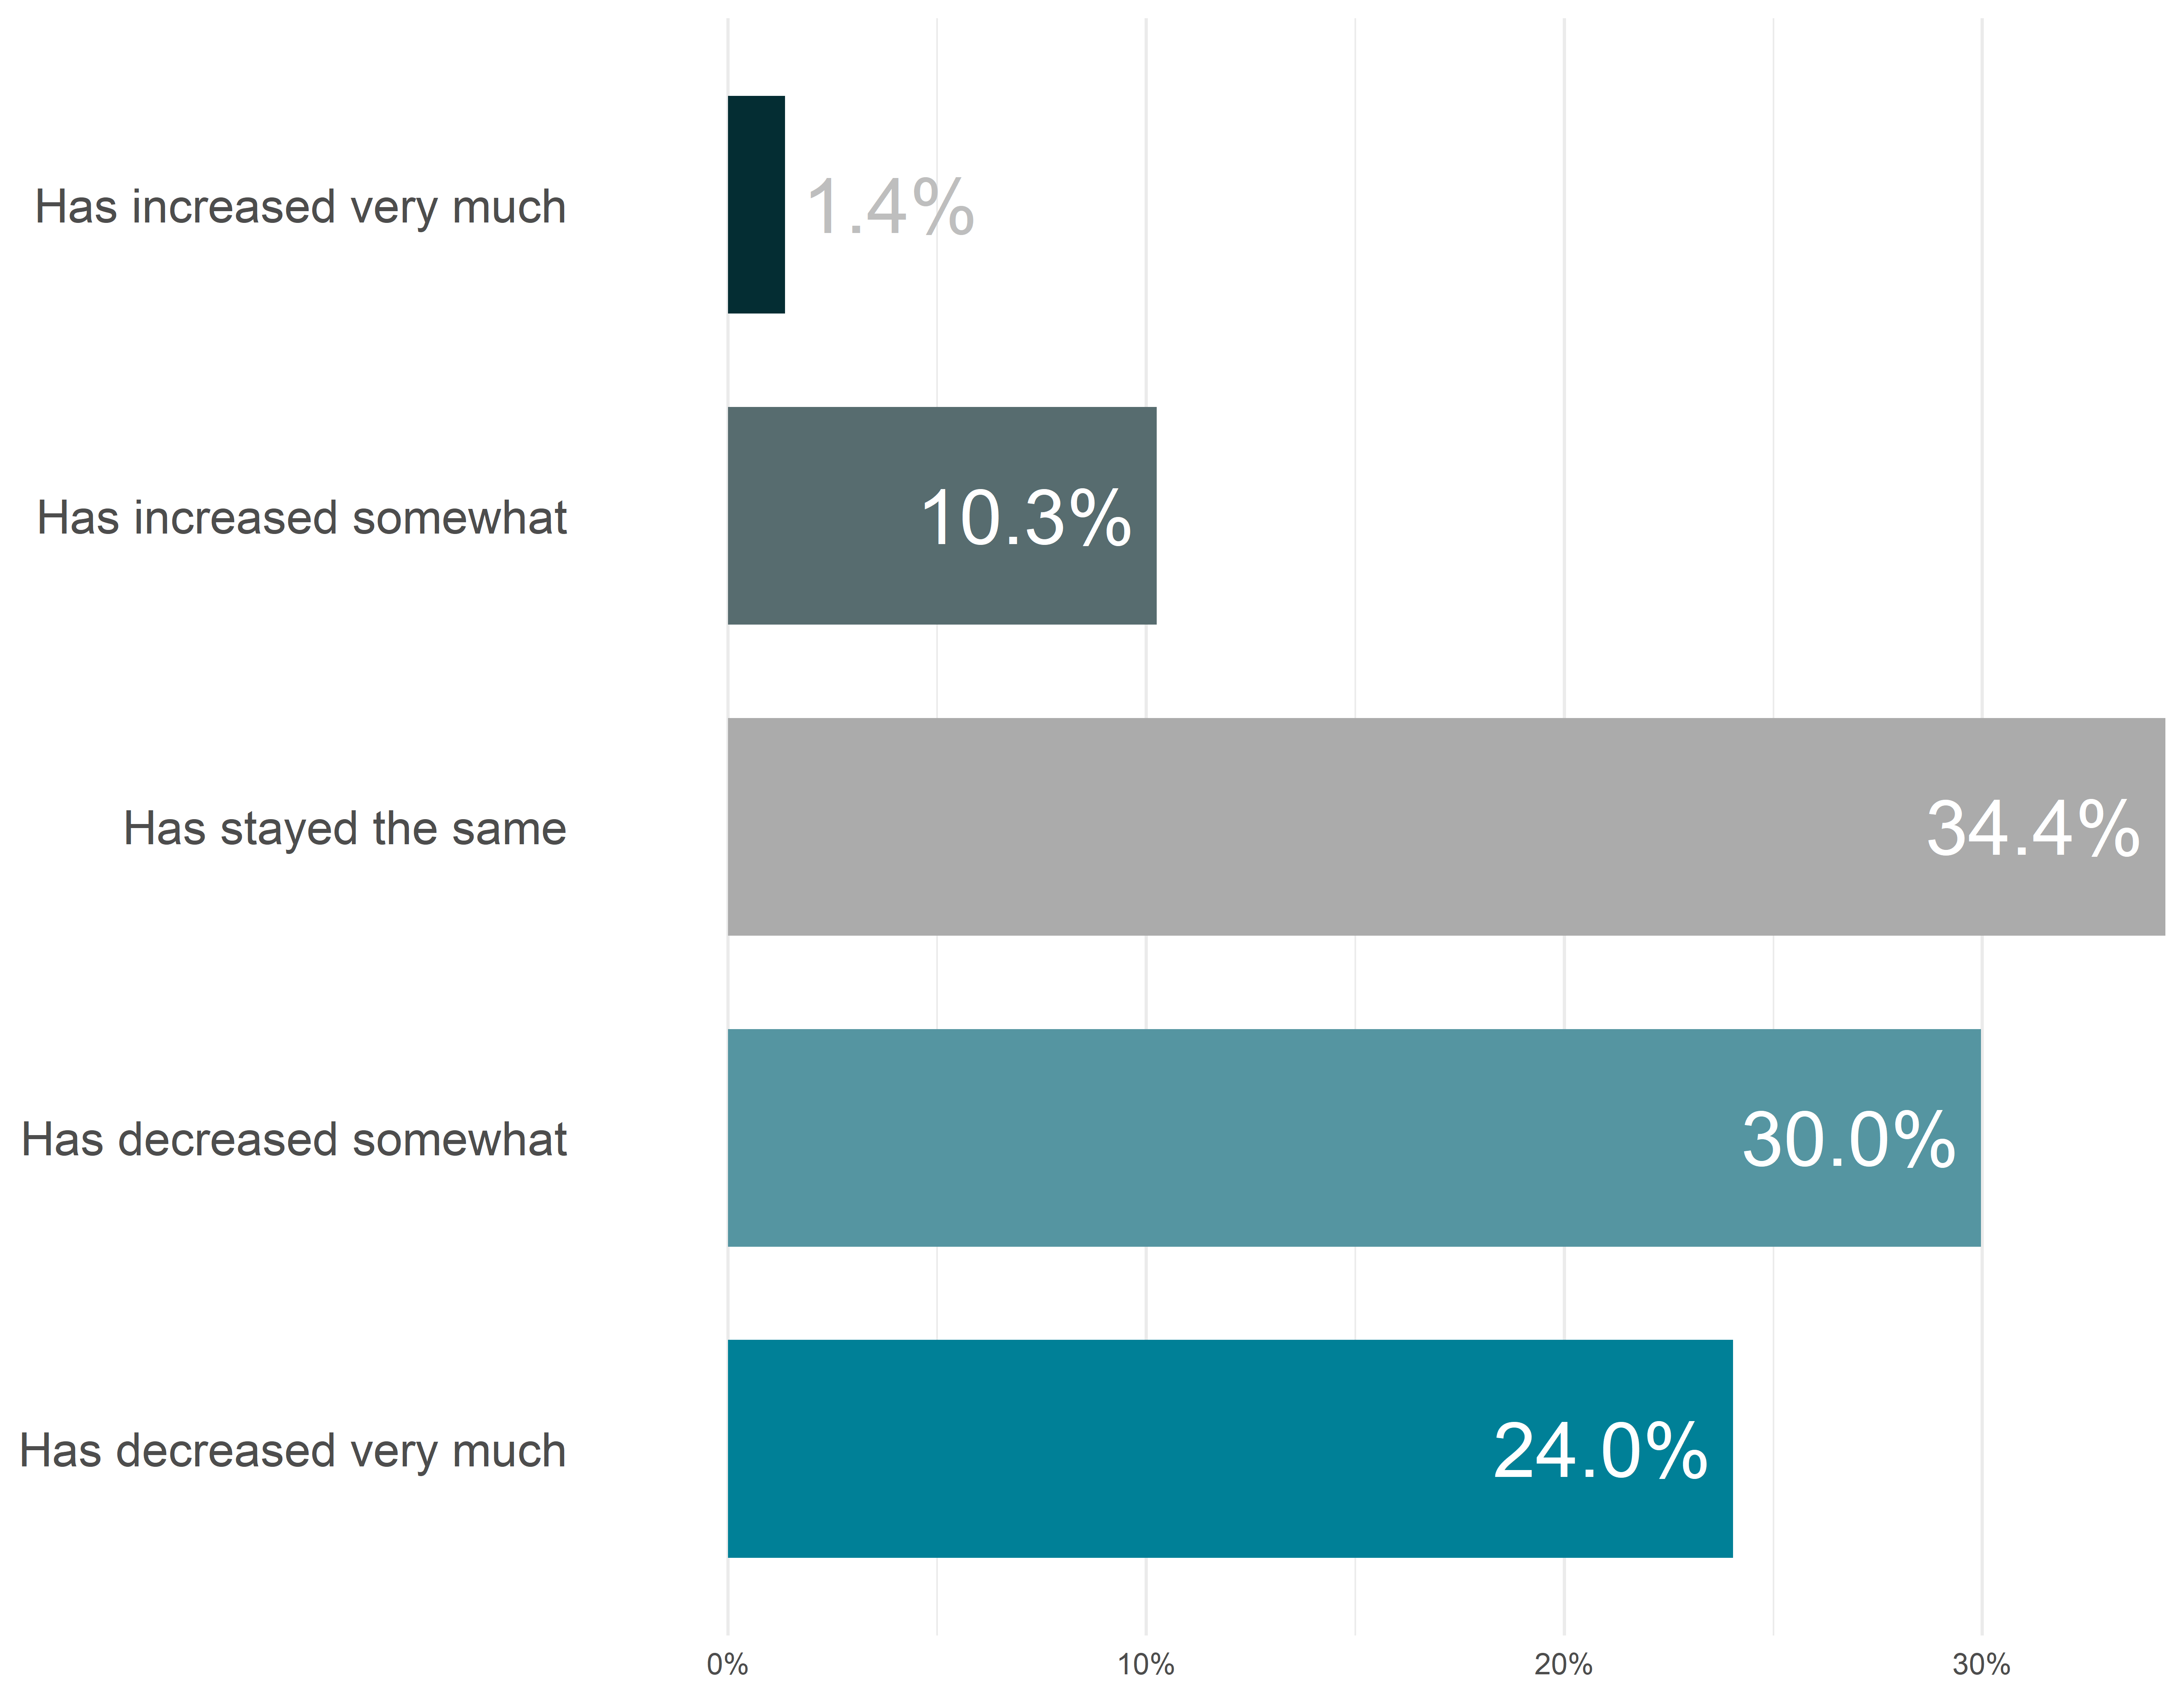 Has increased very much
1.4%
Has increased somewhat
10.3%
Has stayed the same
34.4%
Has decreased somewhat
30.0%
Has decreased very much
24.0%
0% 10% 20% 30%